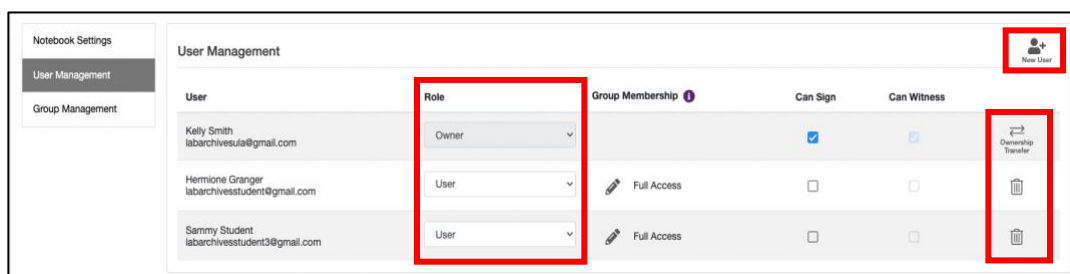 Notebook Settings
User Management
Group Management
User Management
New User
User Role Group Membership i Can Sign Can Witness
Kelly Smith
labarchivesula@gmail.com
Owner
Ownership
Transfer
Hermione Granger
labarchivesstudent@gmail.com
User
Full Access
Sammy Student
labarchivesstudent3@gmail.com
User
Full Access